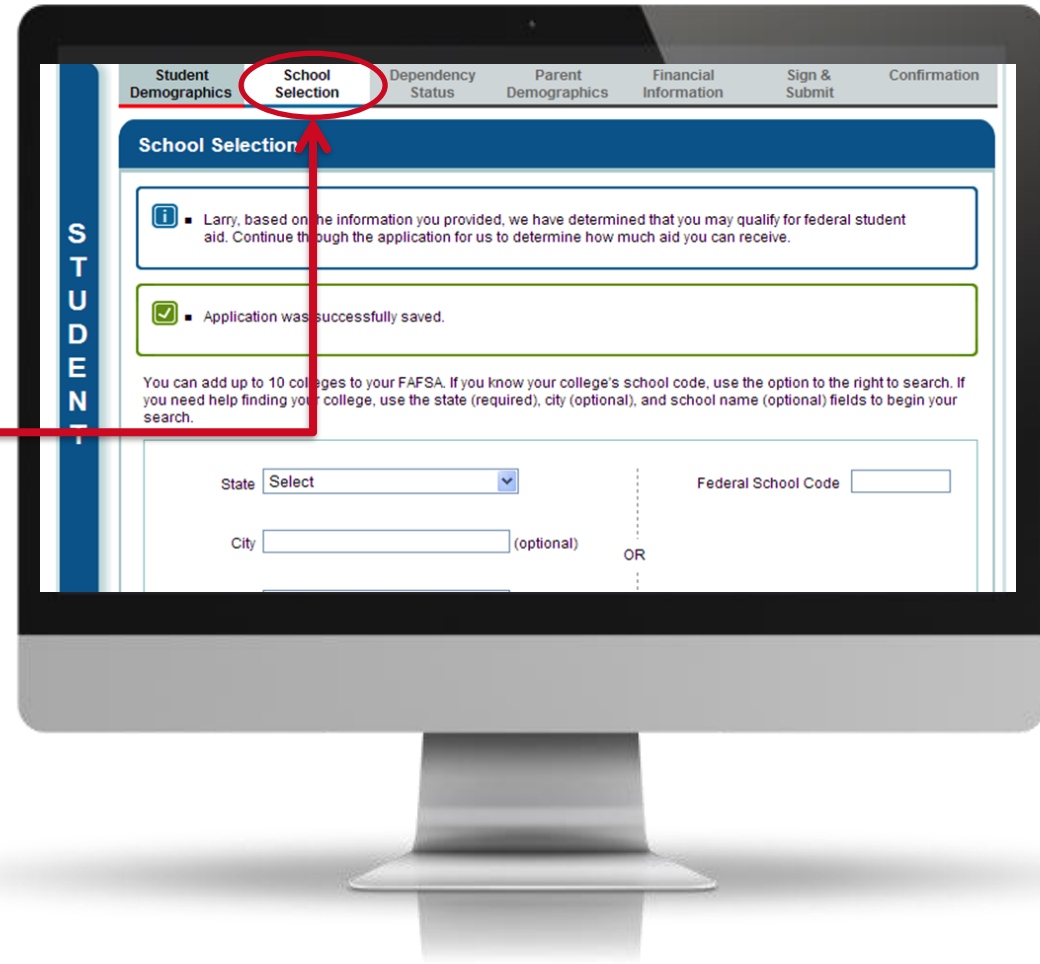 Student Demographics
School Selection
Dependency Status
Parent Demographics
Financial Information
Sign & Submit
Confirmation
School Selection
STUDENT
Larry, based on the information you provided, we have determined that you may qualify for federal student
aid. Continue through the application for us to determine how much aid you can receive.
Application was successfully saved.
You can add up to 10 colleges to your FAFSA. If you know your college's school code, use the option to the right to search. If
you need help finding your college, use the state (required), city (optional), and school name (optional) fields to begin your
search.
State Select
Federal School Code
City (optional)
OR